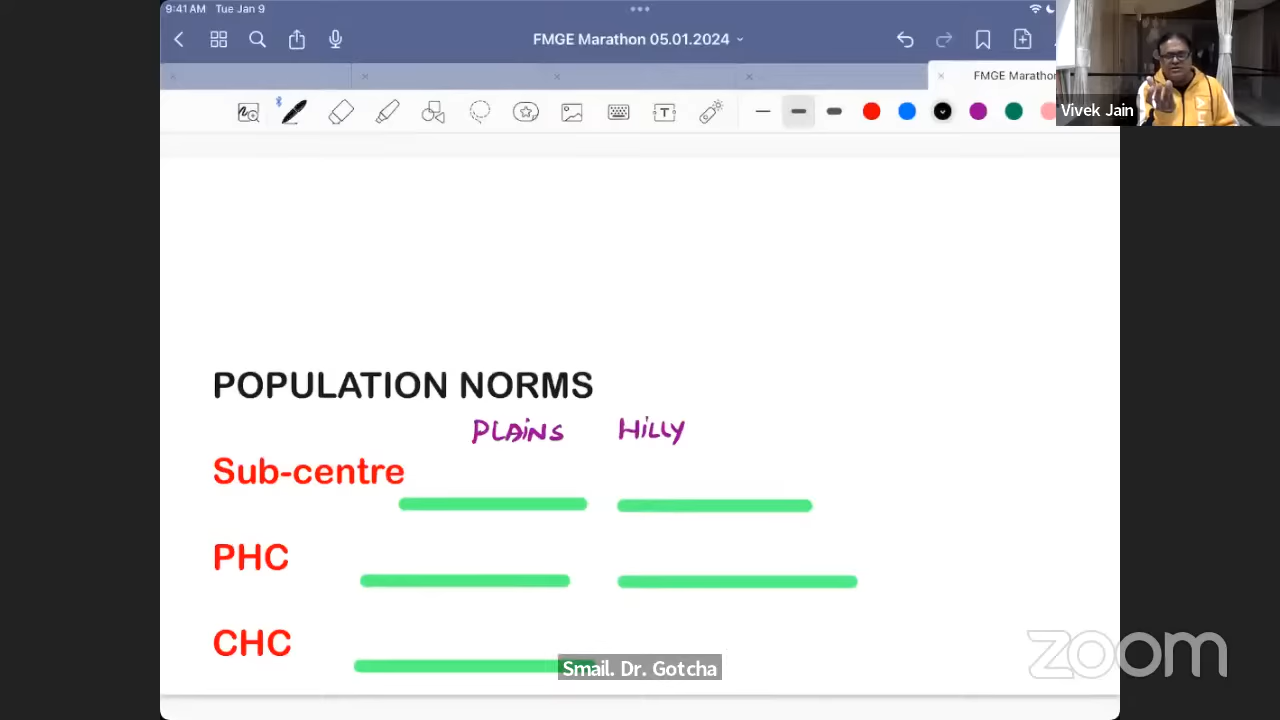 9:41 AM Tue Jan 9
FMGE Marathon 05.01.2024
FMGE Marathon
Vivek Jain
POPULATION NORMS
PLAiNS HiLLY
Sub-centre
PHC
CHC
Smail. Dr. Gotcha
zoom